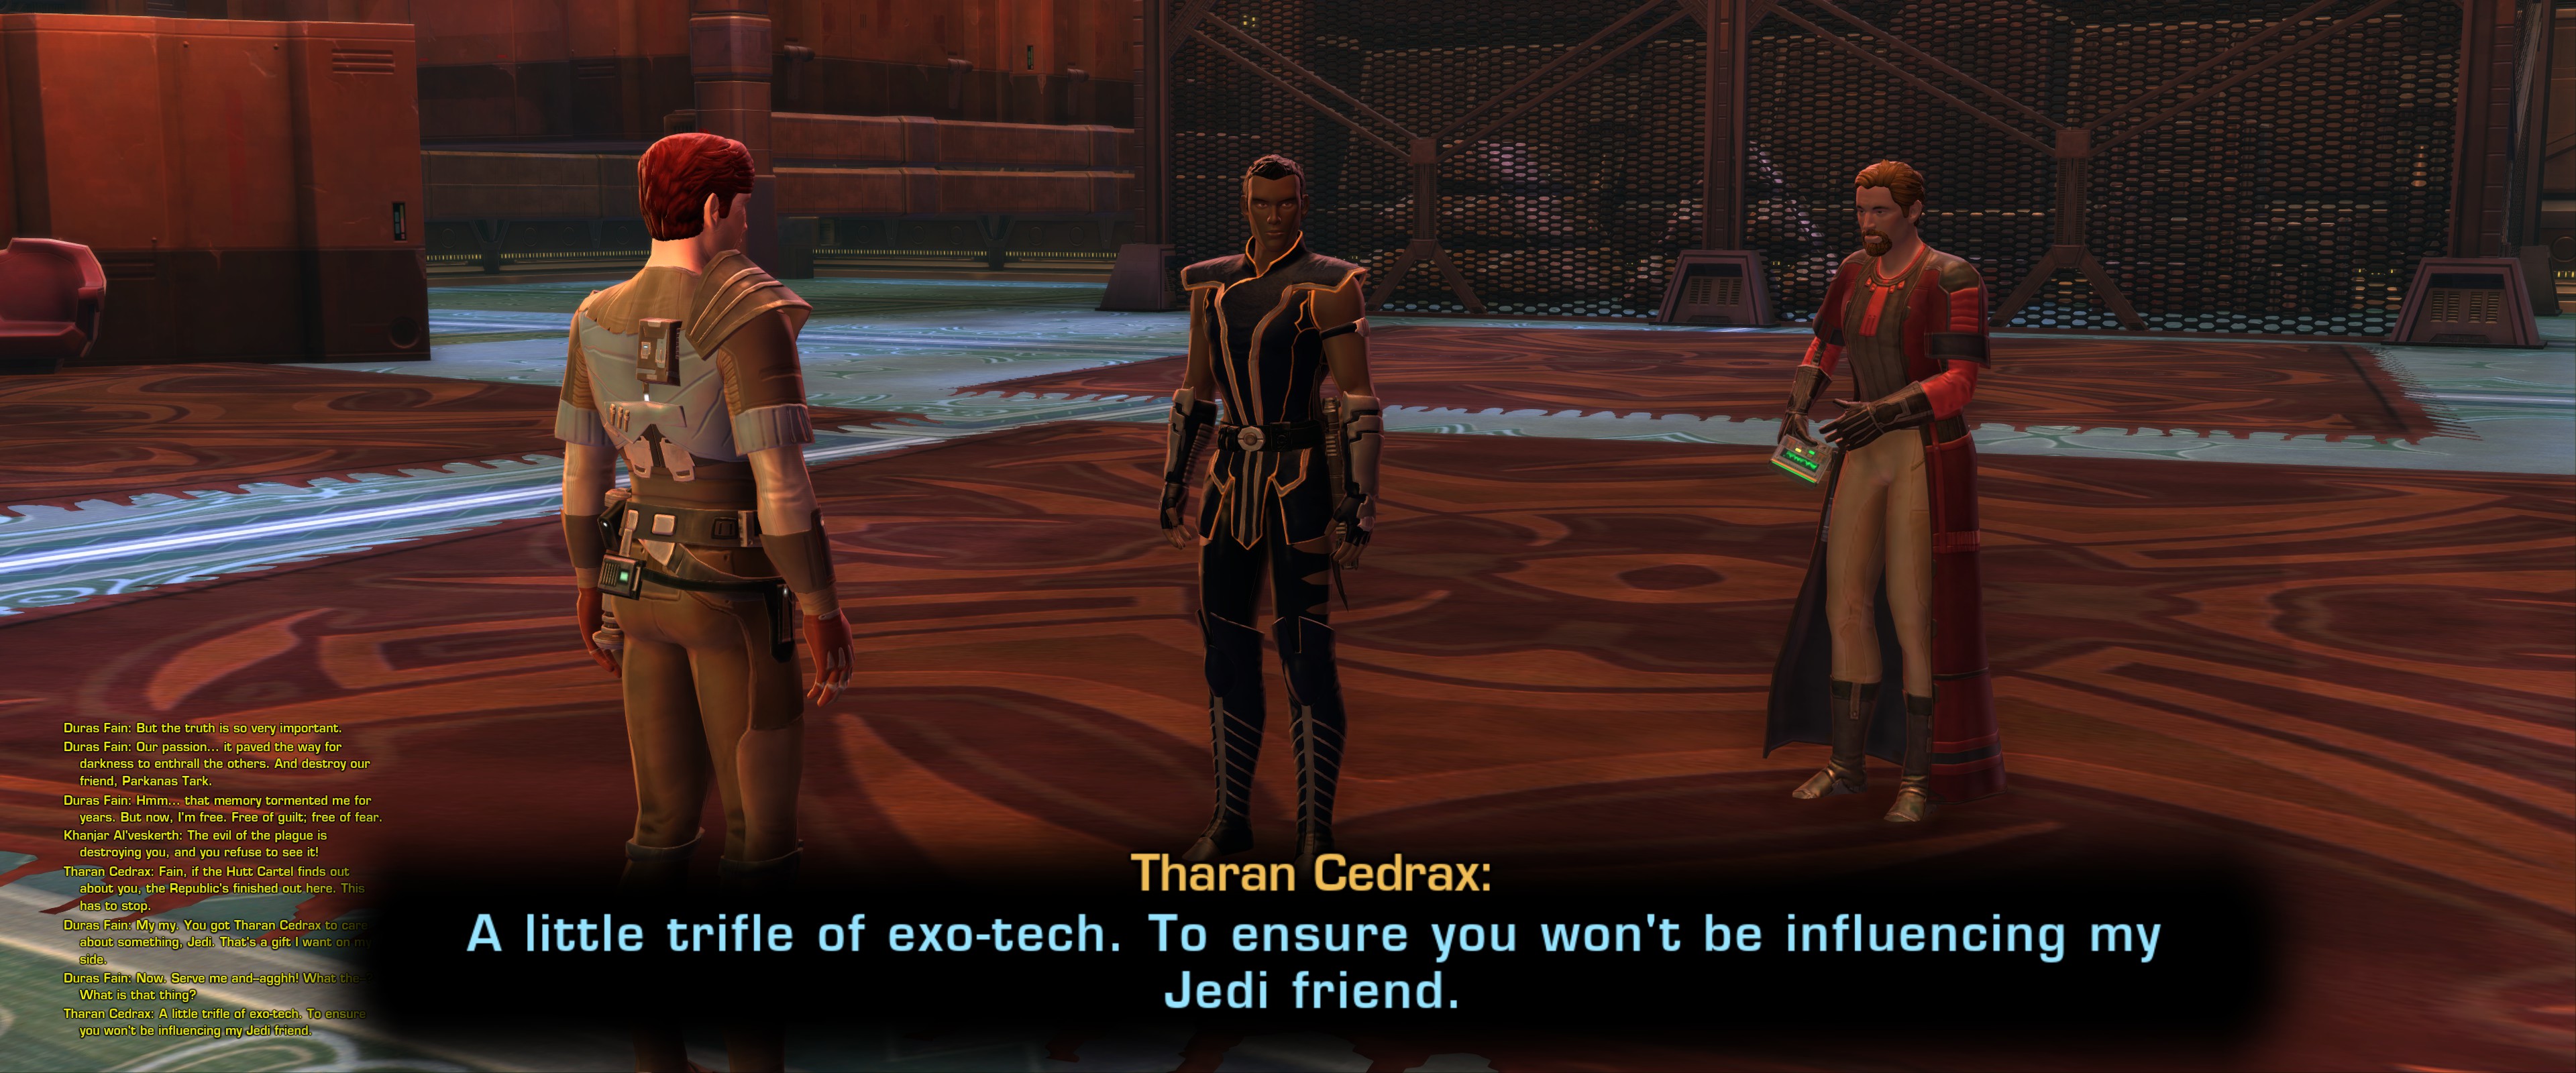 Duras Fain: But the truth is so very important.
Duras Fain: Our passion... it paved the way for
darkness to enthrall the others. And destroy our
friend, Parkanas Tark.
Duras Fain: Hmm... that memory tormented me for
years. But now, I'm free. Free of guilt; free of fear.
Khanjar Al'veskerth: The evil of the plague is
destroying you, and you refuse to see it!
Tharan Cedrax: Fain, if the Hutt Cartel finds out
about you, the Republic's finished out here. This
has to stop.
Duras Fain: My my. You got Tharan Cedrax to care
about something, Jedi. That's a gift I want on my
side.
Duras Fain: Now. Serve me and–agghh! What the–
What is that thing?
Tharan Cedrax: A little trifle of exo-tech. To ensure
you won't be influencing my Jedi friend.
Tharan Cedrax:
A little trifle of exo-tech. To ensure you won't be influencing my
Jedi friend.